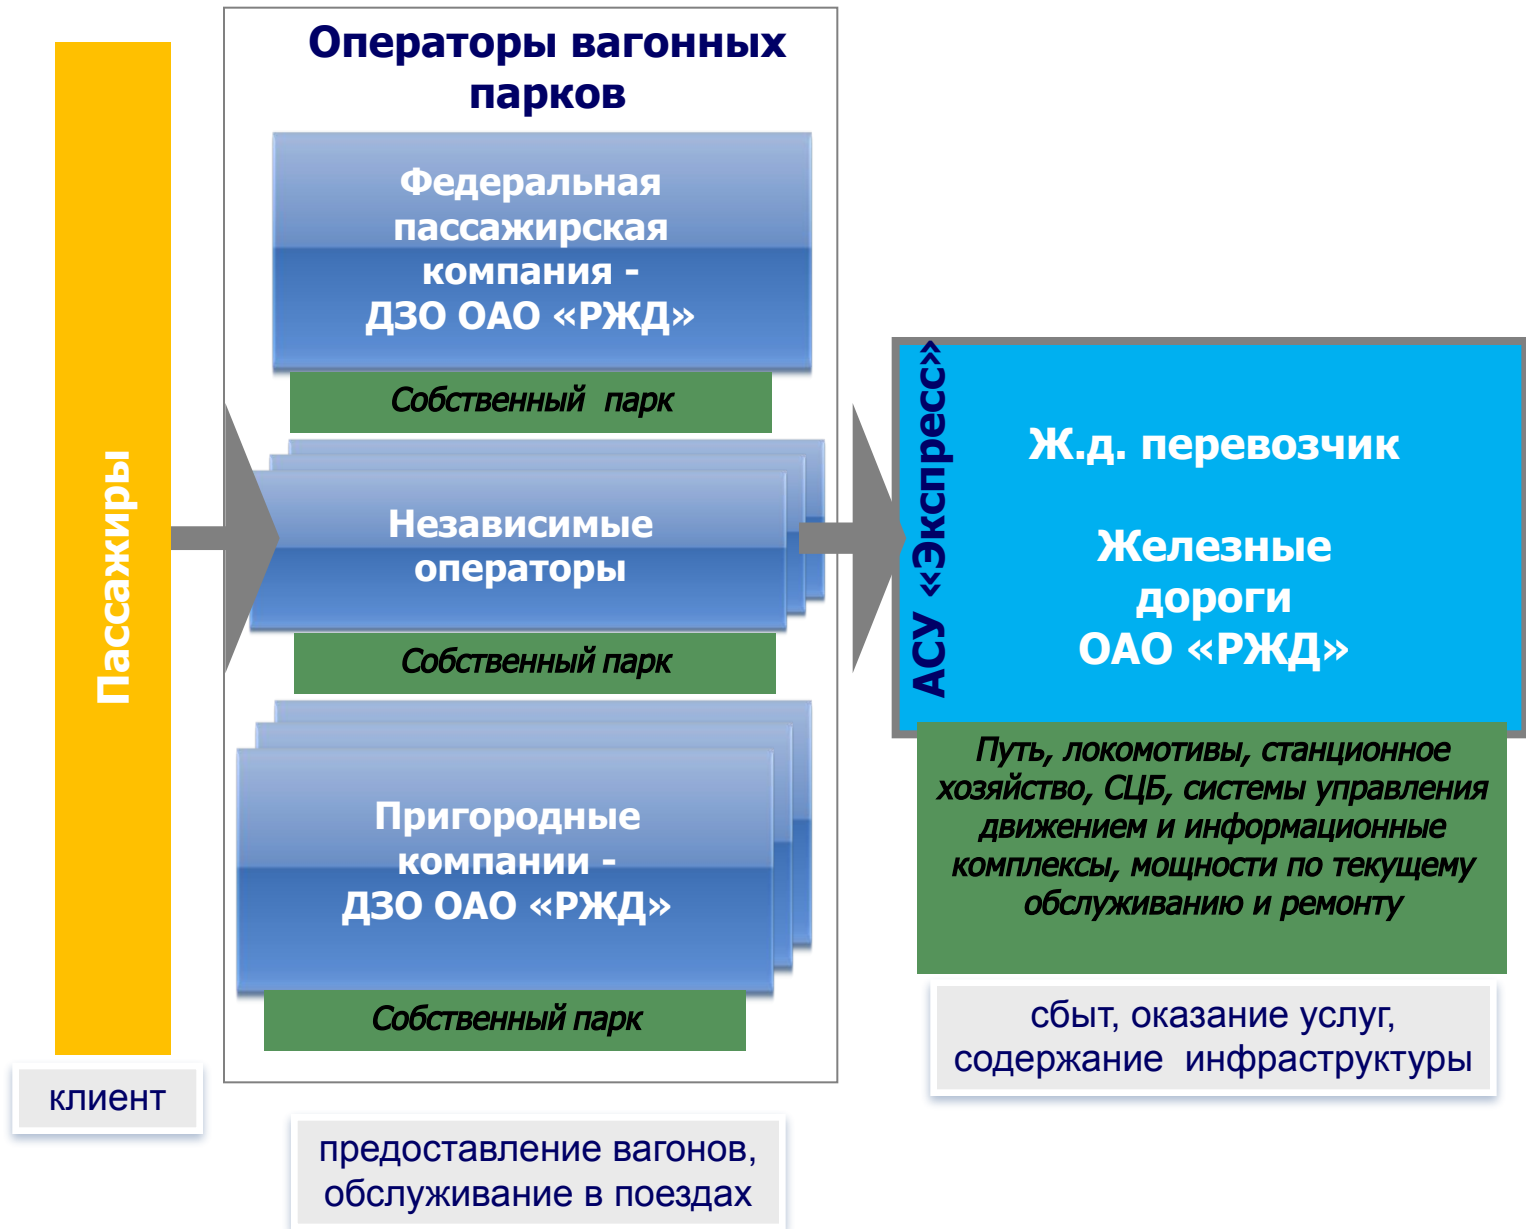 Пассажиры
клиент
Операторы вагонных
парков
Федеральная
пассажирская
компания -
ДЗО ОАО «РЖД»
Собственный парк
Независимые
операторы
Собственный парк
Пригородные
компании -
ДЗО ОАО «РЖД»
Собственный парк
предоставление вагонов,
обслуживание в поездах
АСУ «Экспресс»
Ж.д. перевозчик
Железные
дороги
ОАО «РЖД»
Путь, локомотивы, станционное
хозяйство, СЦБ, системы управления
движением и информационные
комплексы, мощности по текущему
обслуживанию и ремонту
сбыт, оказание услуг,
содержание инфраструктуры